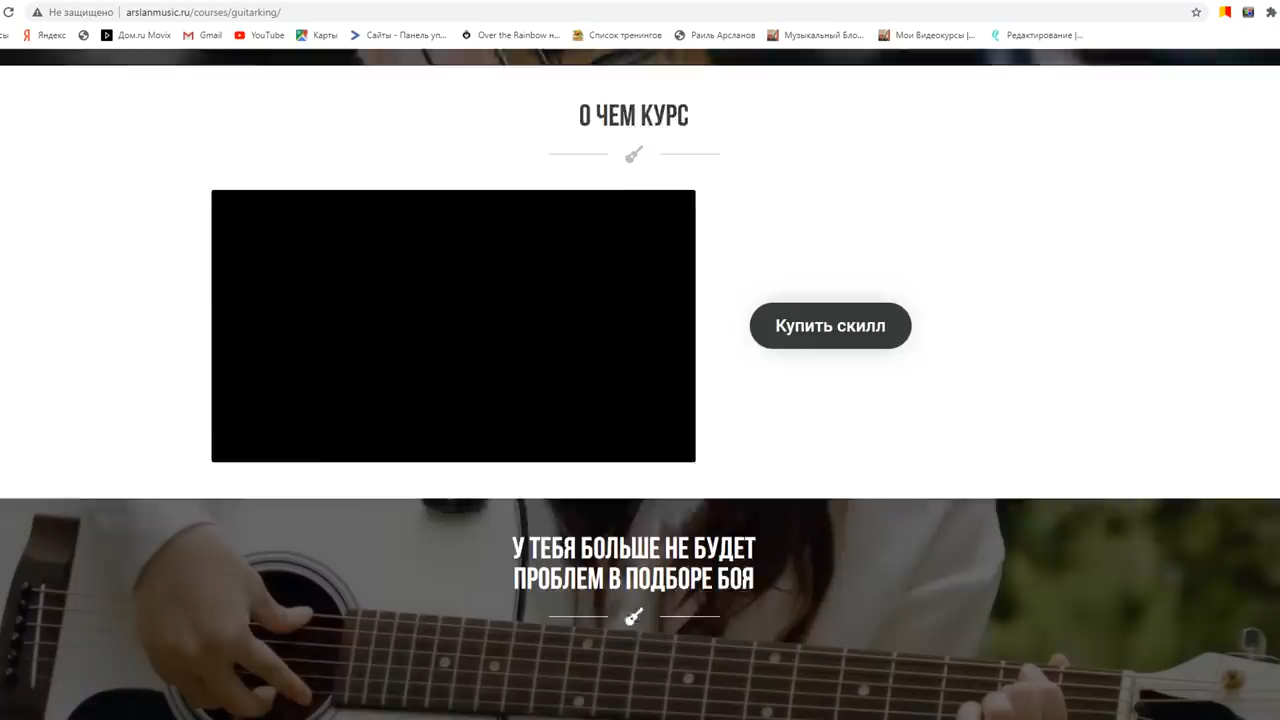 Не защищено
arslanmusic.ru/courses/guitarking/
Яндекс
Дом.ru Movix
Gmail
YouTube
Карты
Сайты - Панель уп...
Over the Rainbow н...
Список тренингов
Раиль Арсланов
Музыкальный Бло...
Мои Видеокурсы |...
Редактирование |...
О ЧЕМ КУРС
Купить скилл
У ТЕБЯ БОЛЬШЕ НЕ БУДЕТ
ПРОБЛЕМ В ПОДБОРЕ БОЯ